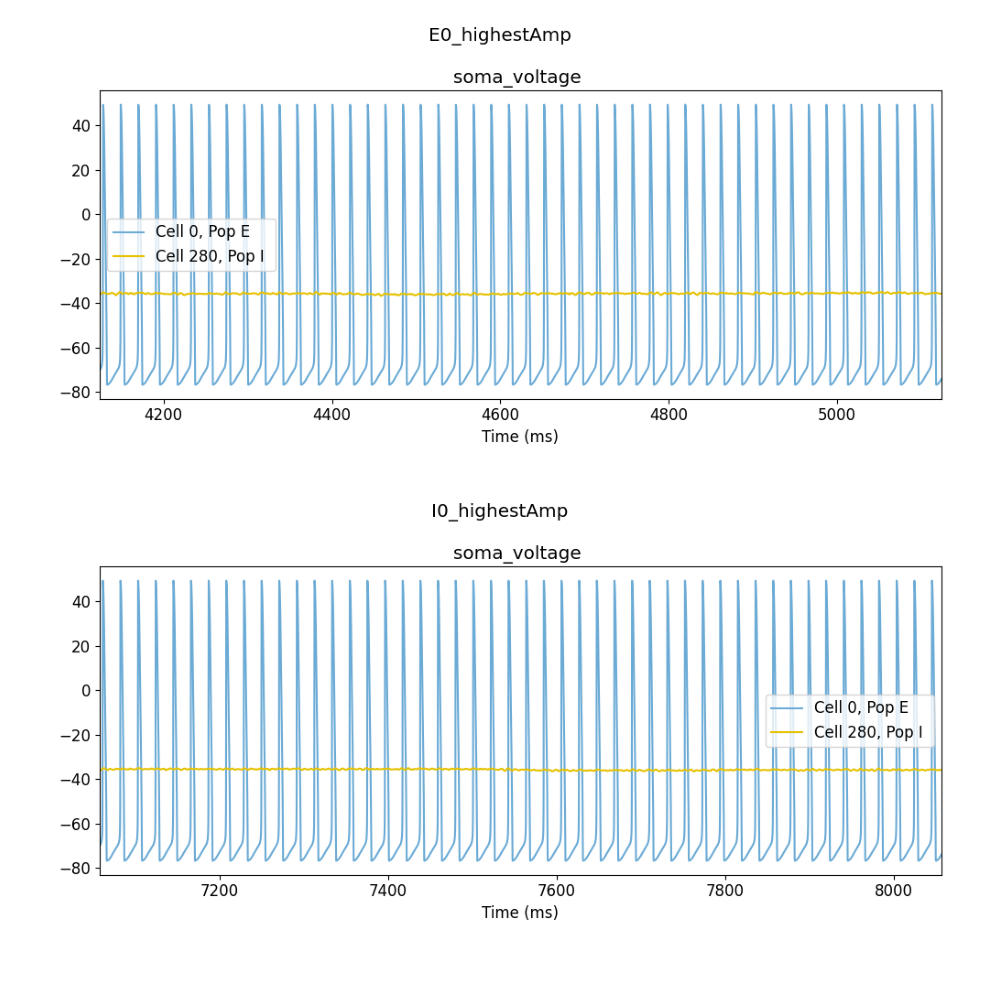 E0_highestAmp
soma_voltage
40
20
0
−20
−40
−60
−80
Cell 0, Pop E
Cell 280, Pop I
4200 4400 4600 4800 5000
Time (ms)
I0_highestAmp
soma_voltage
40
20
0
−20
−40
−60
−80
Cell 0, Pop E
Cell 280, Pop I
7200 7400 7600 7800 8000
Time (ms)